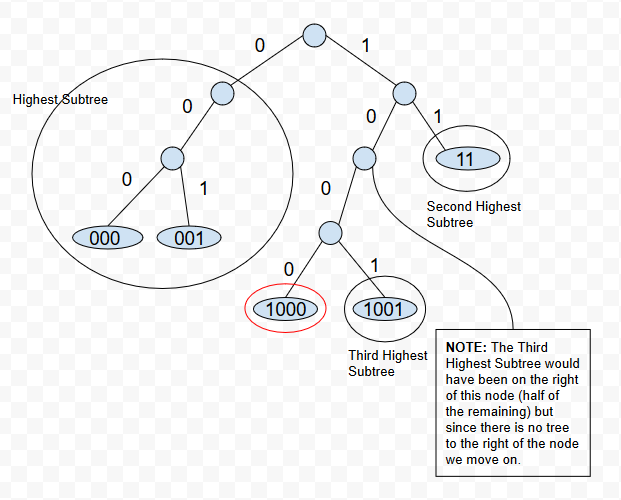 0
1
Highest Subtree
0
0
1
11
0
1
Second Highest
Subtree
0
000
001
0
1
1000
1001
Third Highest
Subtree
NOTE: The Third
Highest Subtree would
have been on the right
of this node (half of
the remaining) but
since there is no tree
to the right of the node
we move on.